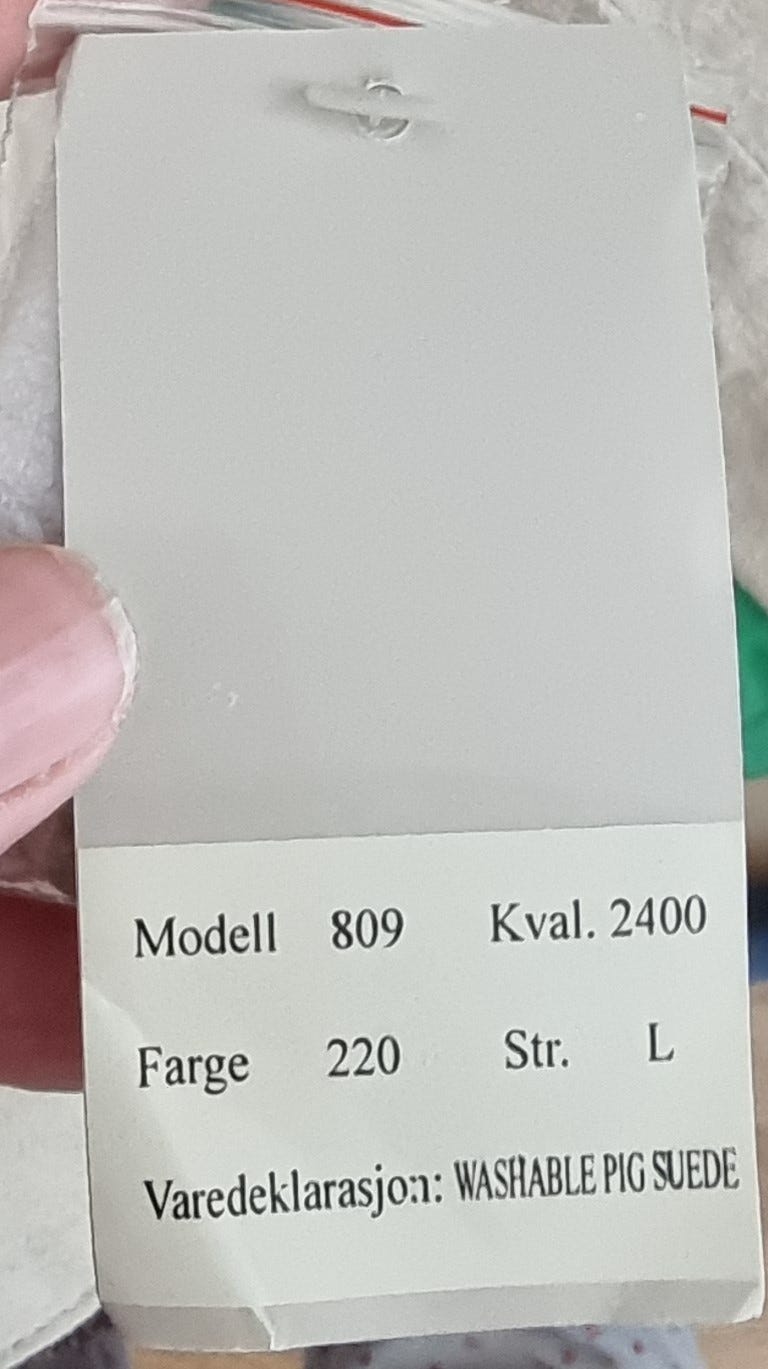 Modell 809 Kval. 2400
Farge 220 Str. L
Varedeklarasjon: WASHABLE PIG SUEDE